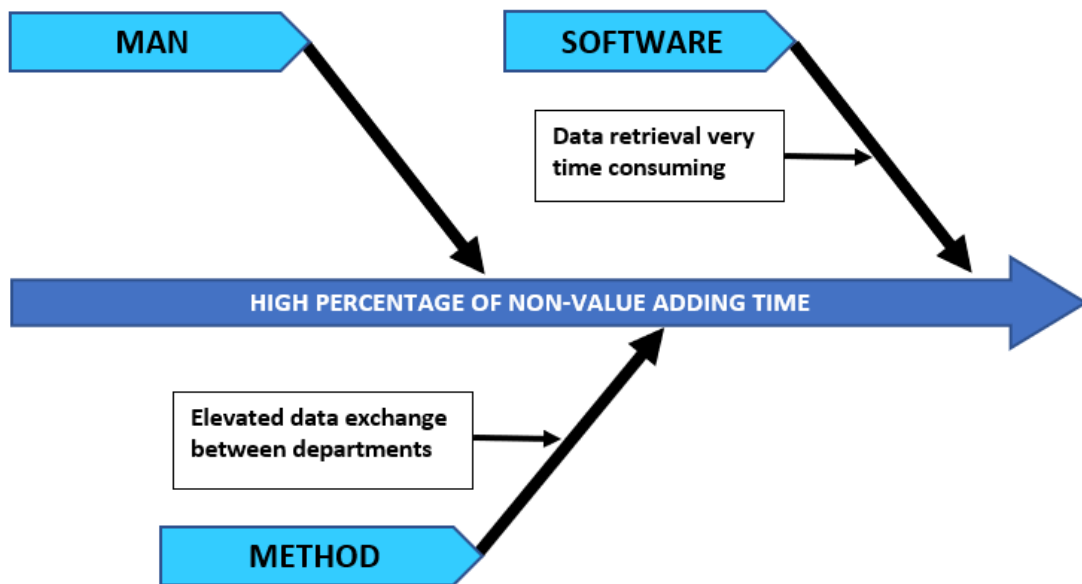 MAN
SOFTWARE
Data retrieval very
time consuming
HIGH PERCENTAGE OF NON-VALUE ADDING TIME
Elevated data exchange
between departments
METHOD